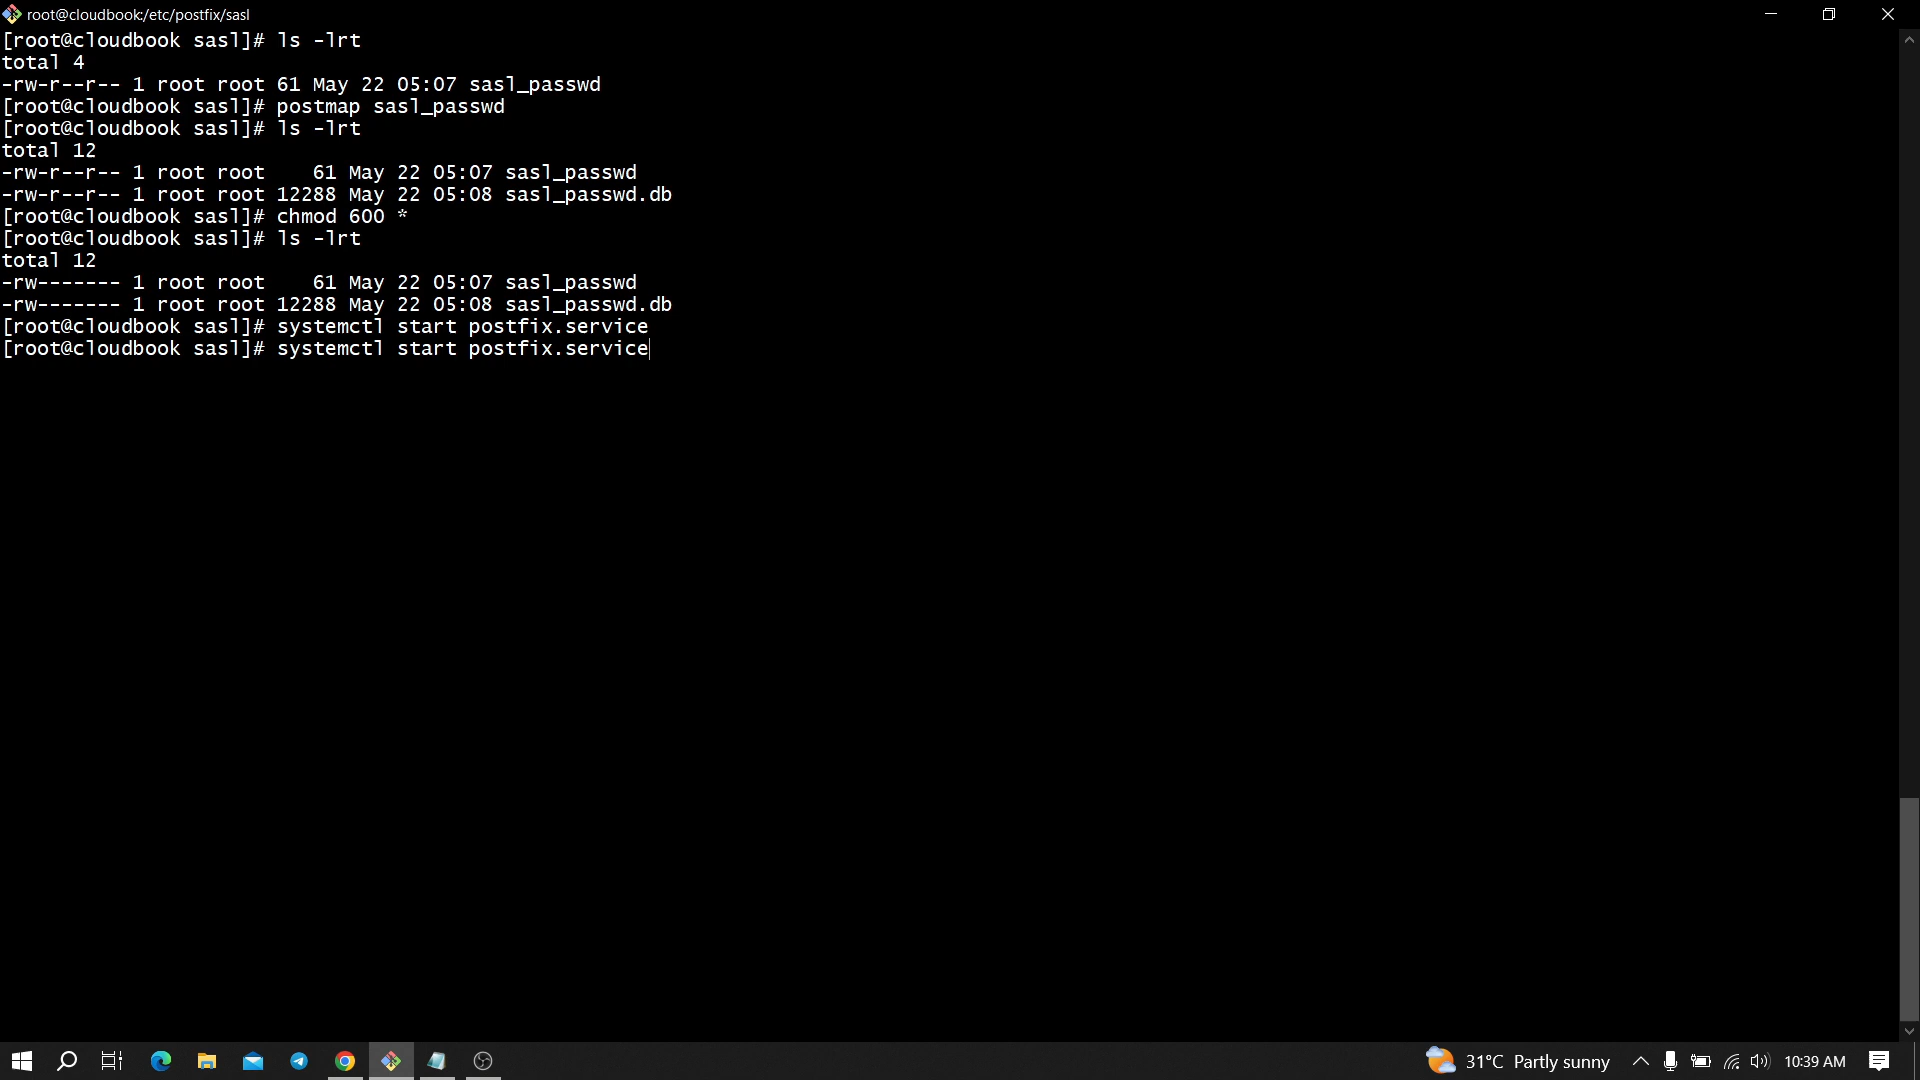 root@cloudbook:/etc/postfix/sasl
[root@cloudbook sasl]# ls -lrt
total 4
-rw-r--r-- 1 root root 61 May 22 05:07 sasl_passwd
[root@cloudbook sasl]# postmap sasl_passwd
[root@cloudbook sasl]# ls -lrt
total 12
-rw-r--r-- 1 root root    61 May 22 05:07 sasl_passwd
-rw-r--r-- 1 root root 12288 May 22 05:08 sasl_passwd.db
[root@cloudbook sasl]# chmod 600 *
[root@cloudbook sasl]# ls -lrt
total 12
-rw------- 1 root root    61 May 22 05:07 sasl_passwd
-rw------- 1 root root 12288 May 22 05:08 sasl_passwd.db
[root@cloudbook sasl]# systemctl start postfix.service
[root@cloudbook sasl]# systemctl start postfix.service
31°C Partly sunny
10:39 AM